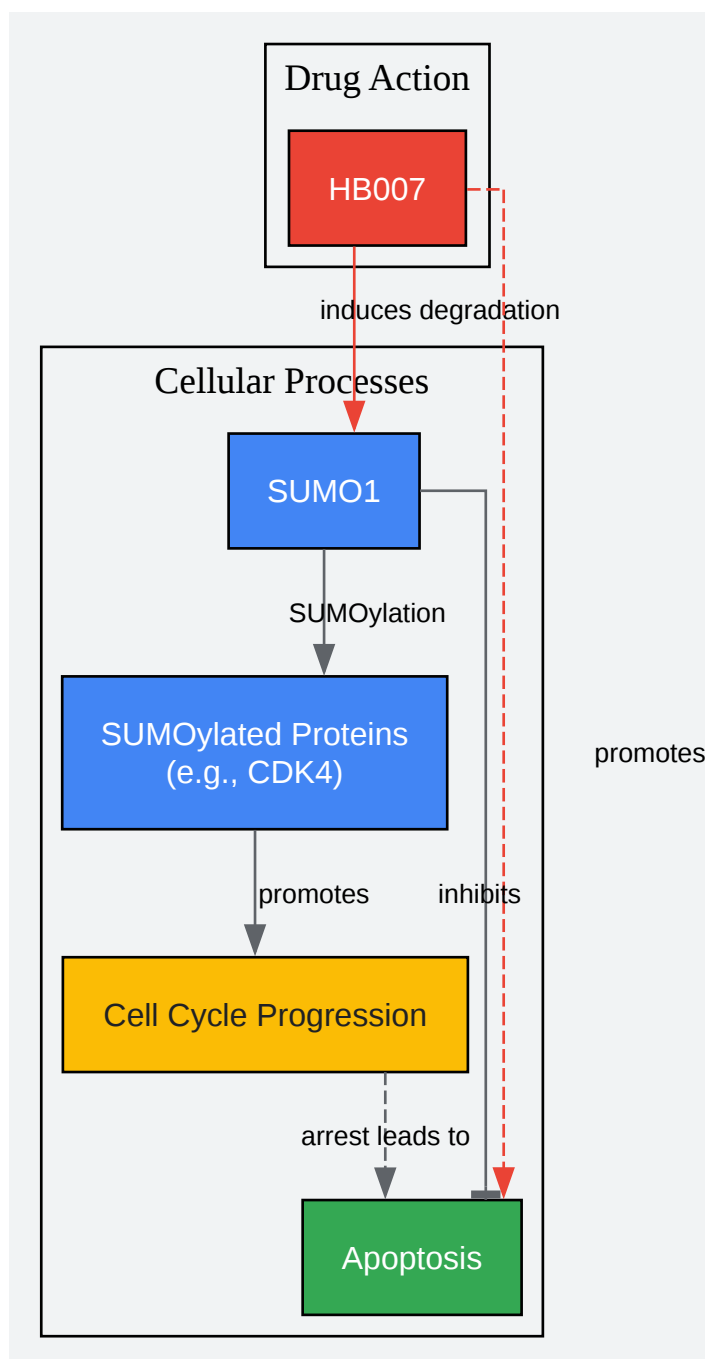 Drug Action
HB007
induces degradation
Cellular Processes
SUMO1
SUMOylation
SUMOylated Proteins
(e.g., CDK4)
promotes
promotes
inhibits
Cell Cycle Progression
arrest leads to
Apoptosis